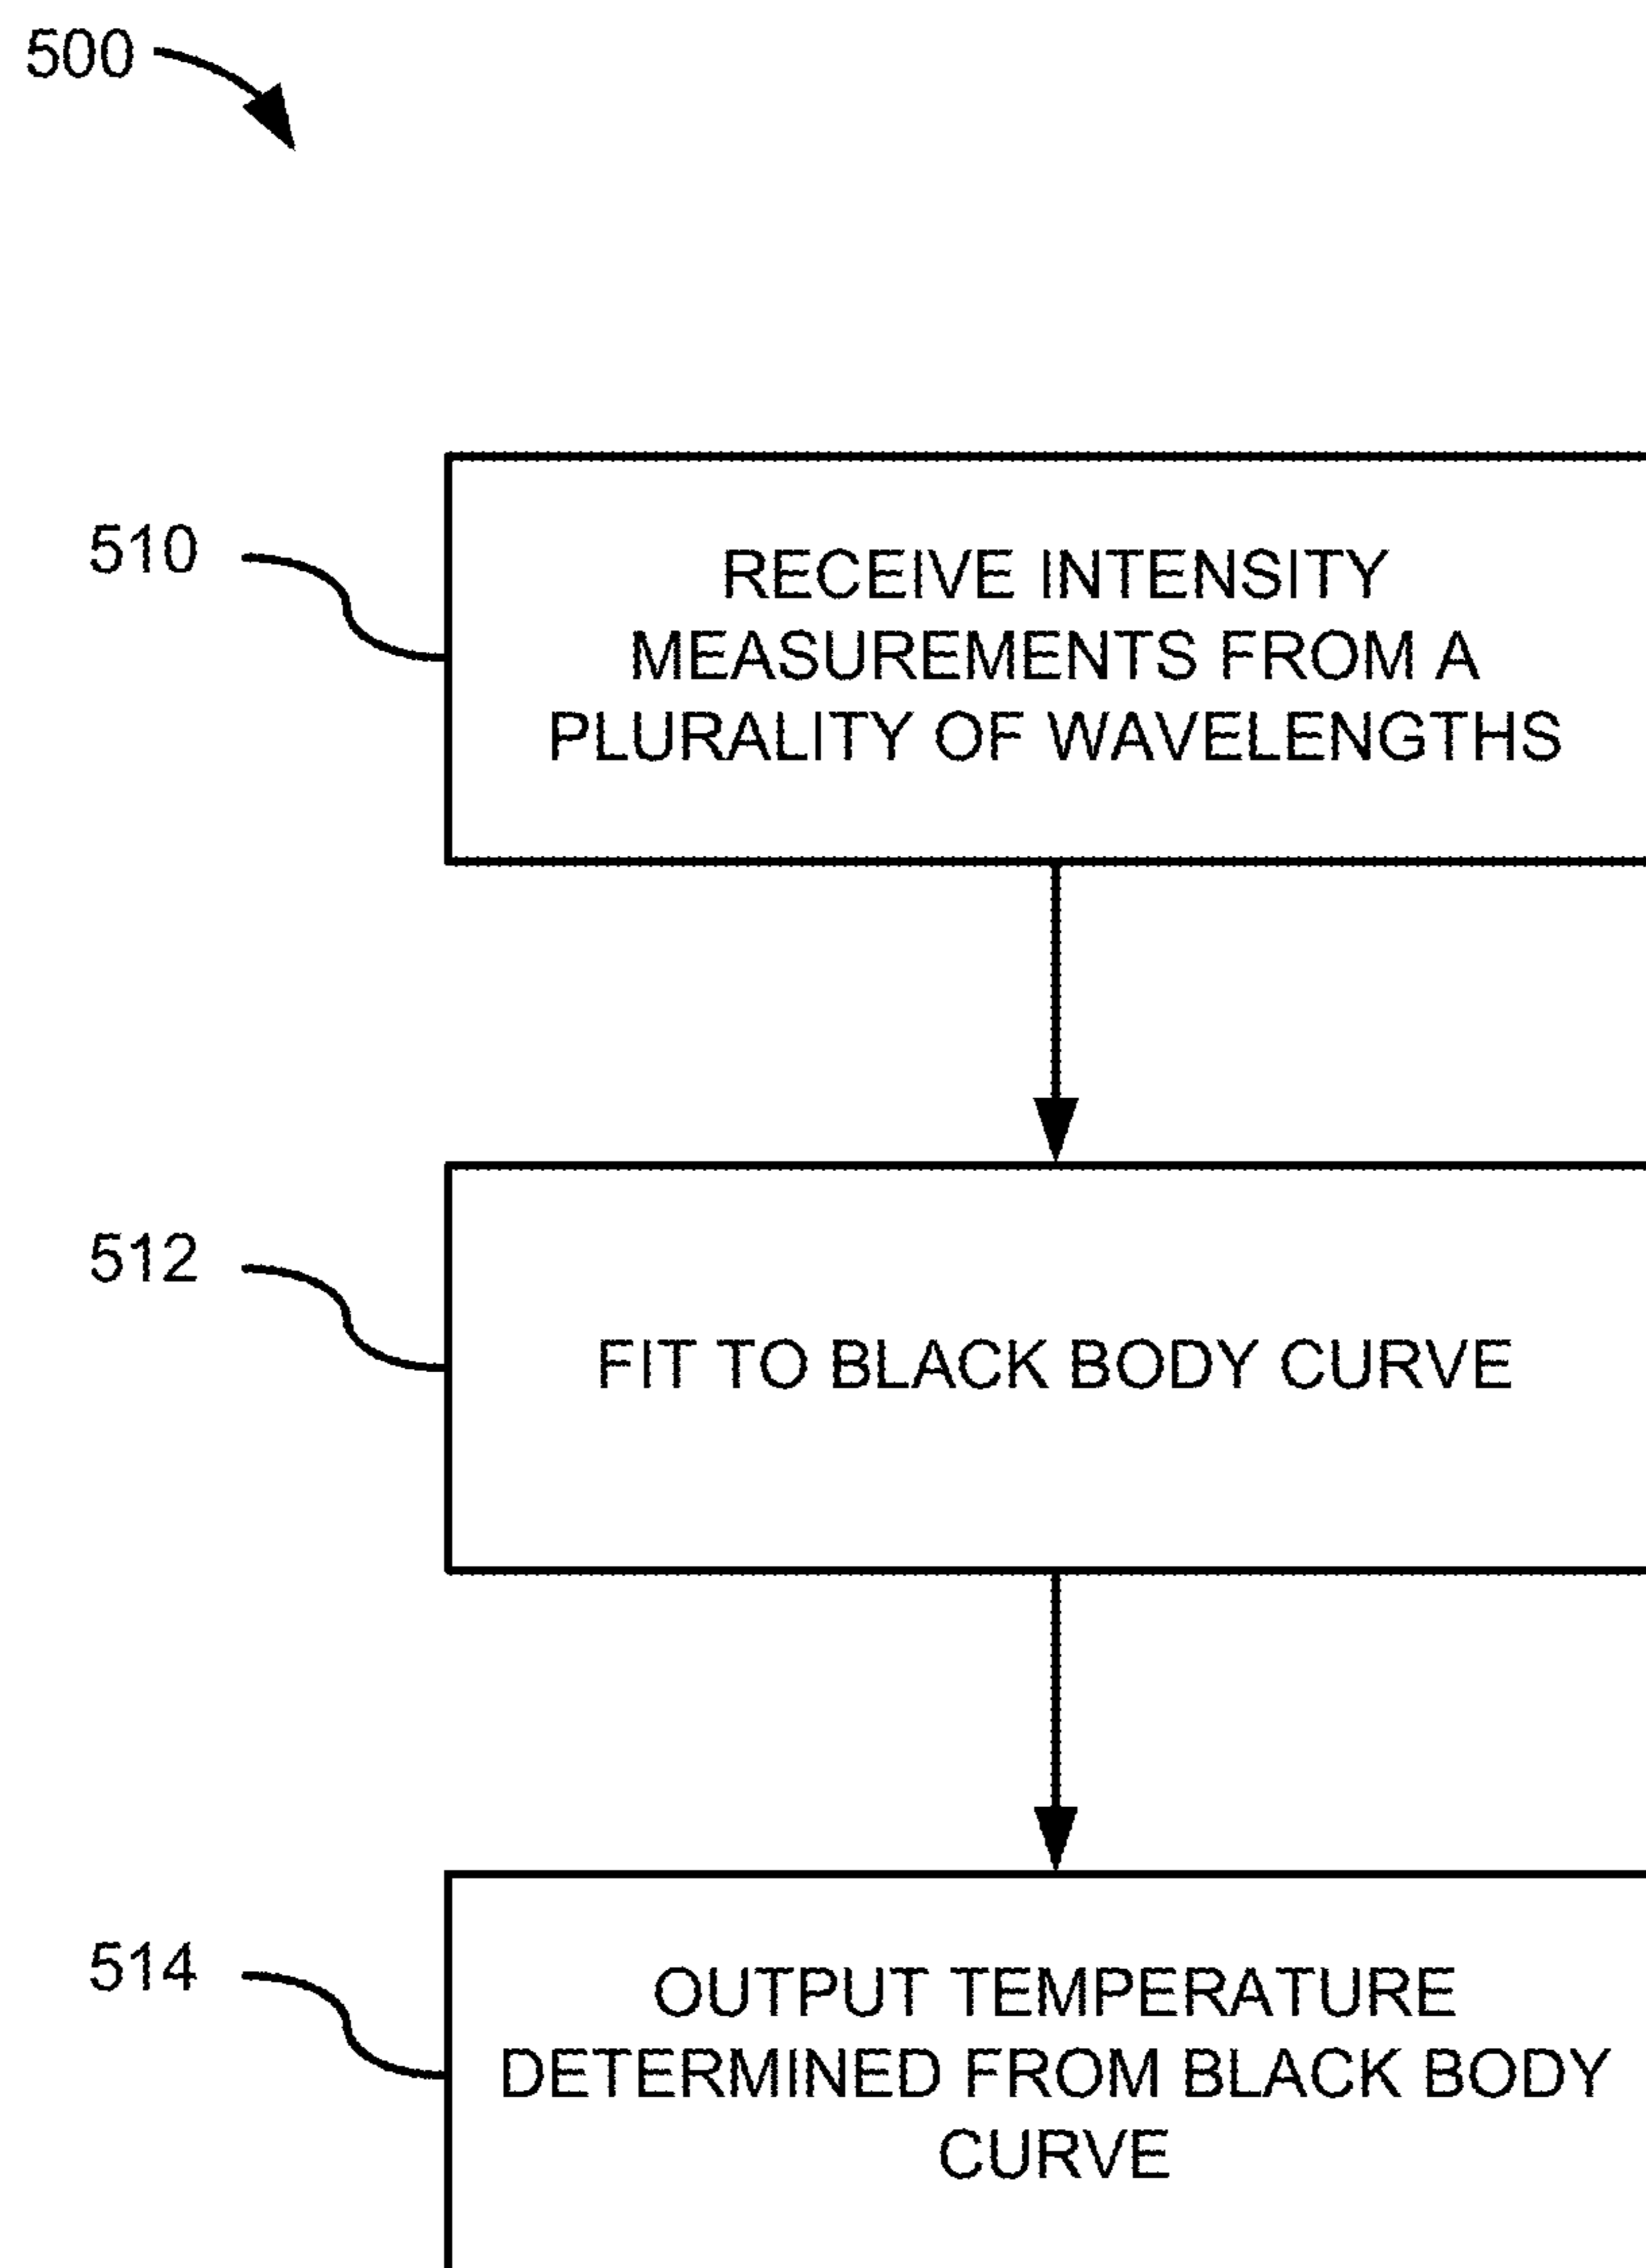 500
510
RECEIVE INTENSITY
MEASUREMENTS FROM A
PLURALITY OF WAVELENGTHS
512
FIT TO BLACK BODY CURVE
514
OUTPUT TEMPERATURE
DETERMINED FROM BLACK BODY
CURVE